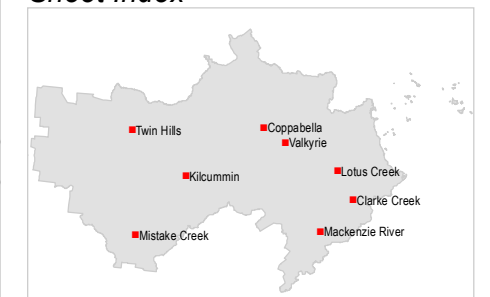 Sheet Index
Coppabella
Twin Hills
Valkyrie
Lotus Creek
Kilcummin
Clarke Creek
Mackenzie River
Mistake Creek